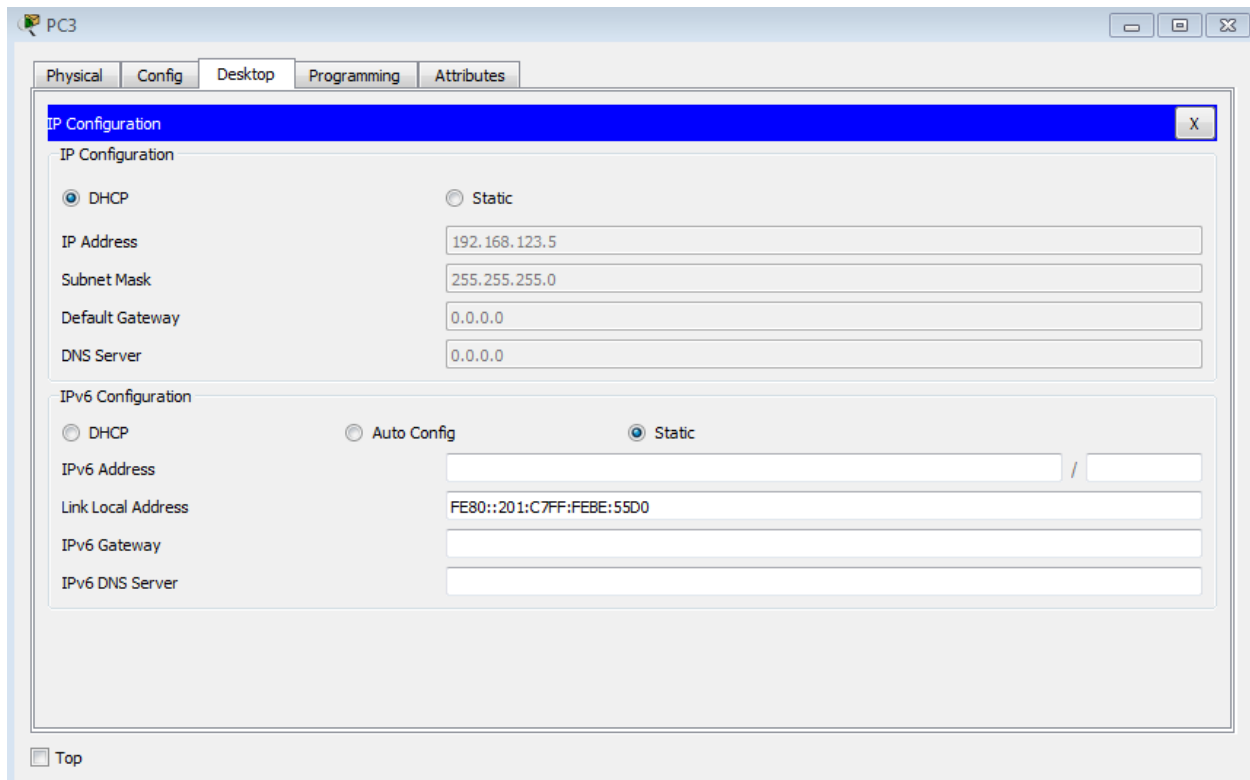 PC3
Physical Config Desktop Programming Attributes
IP Configuration X
IP Configuration
DHCP Static
IP Address 192.168.123.5
Subnet Mask 255.255.255.0
Default Gateway 0.0.0.0
DNS Server 0.0.0.0
IPv6 Configuration
DHCP Auto Config Static
IPv6 Address /
Link Local Address FE80::201:C7FF:FEBE:55D0
IPv6 Gateway
IPv6 DNS Server
Top